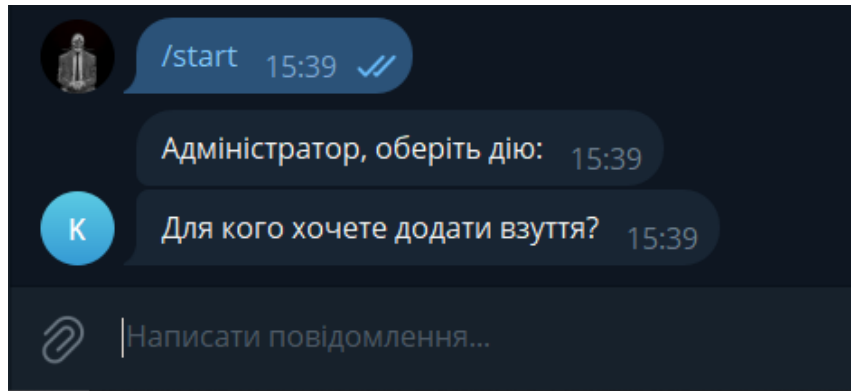 /start 15:39
Адміністратор, оберіть дію: 15:39
К
Для кого хочете додати взуття? 15:39
Написати повідомлення...